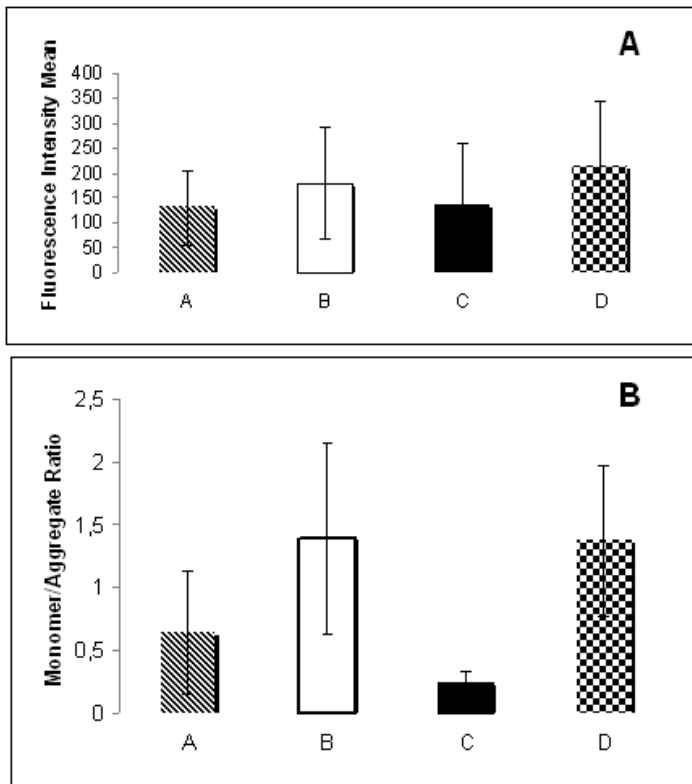 A
Fluorescence Intensity Mean
400
350
300
250
200
150
100
50
0
A B C D
B
Monomer/Aggregate Ratio
2,5
2
1,5
1
0,5
0
A B C D